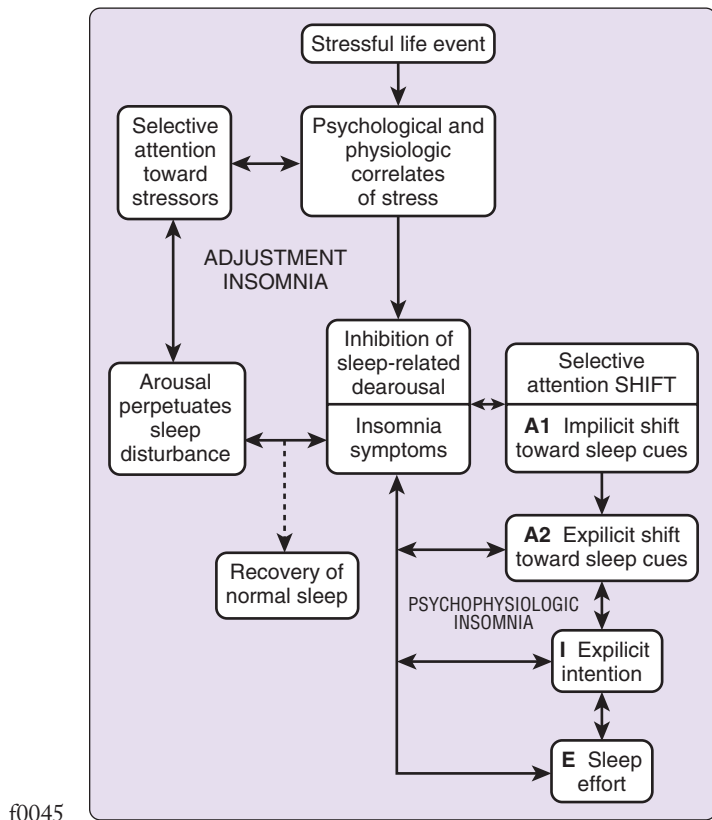 Stressful life event
Selective
attention
toward
stressors
Psychological and
physiologic
correlates
of stress
ADJUSTMENT
INSOMNIA
Arousal
perpetuates
sleep
disturbance
Inhibition of
sleep-related
dearousal
Insomnia
symptoms
Selective
attention SHIFT
A1 Impilicit shift
toward sleep cues
A2 Expilicit shift
toward sleep cues
Recovery of
normal sleep
PSYCHOPHYSIOLOGIC
INSOMNIA
I Expilicit
intention
E Sleep
effort
f0045